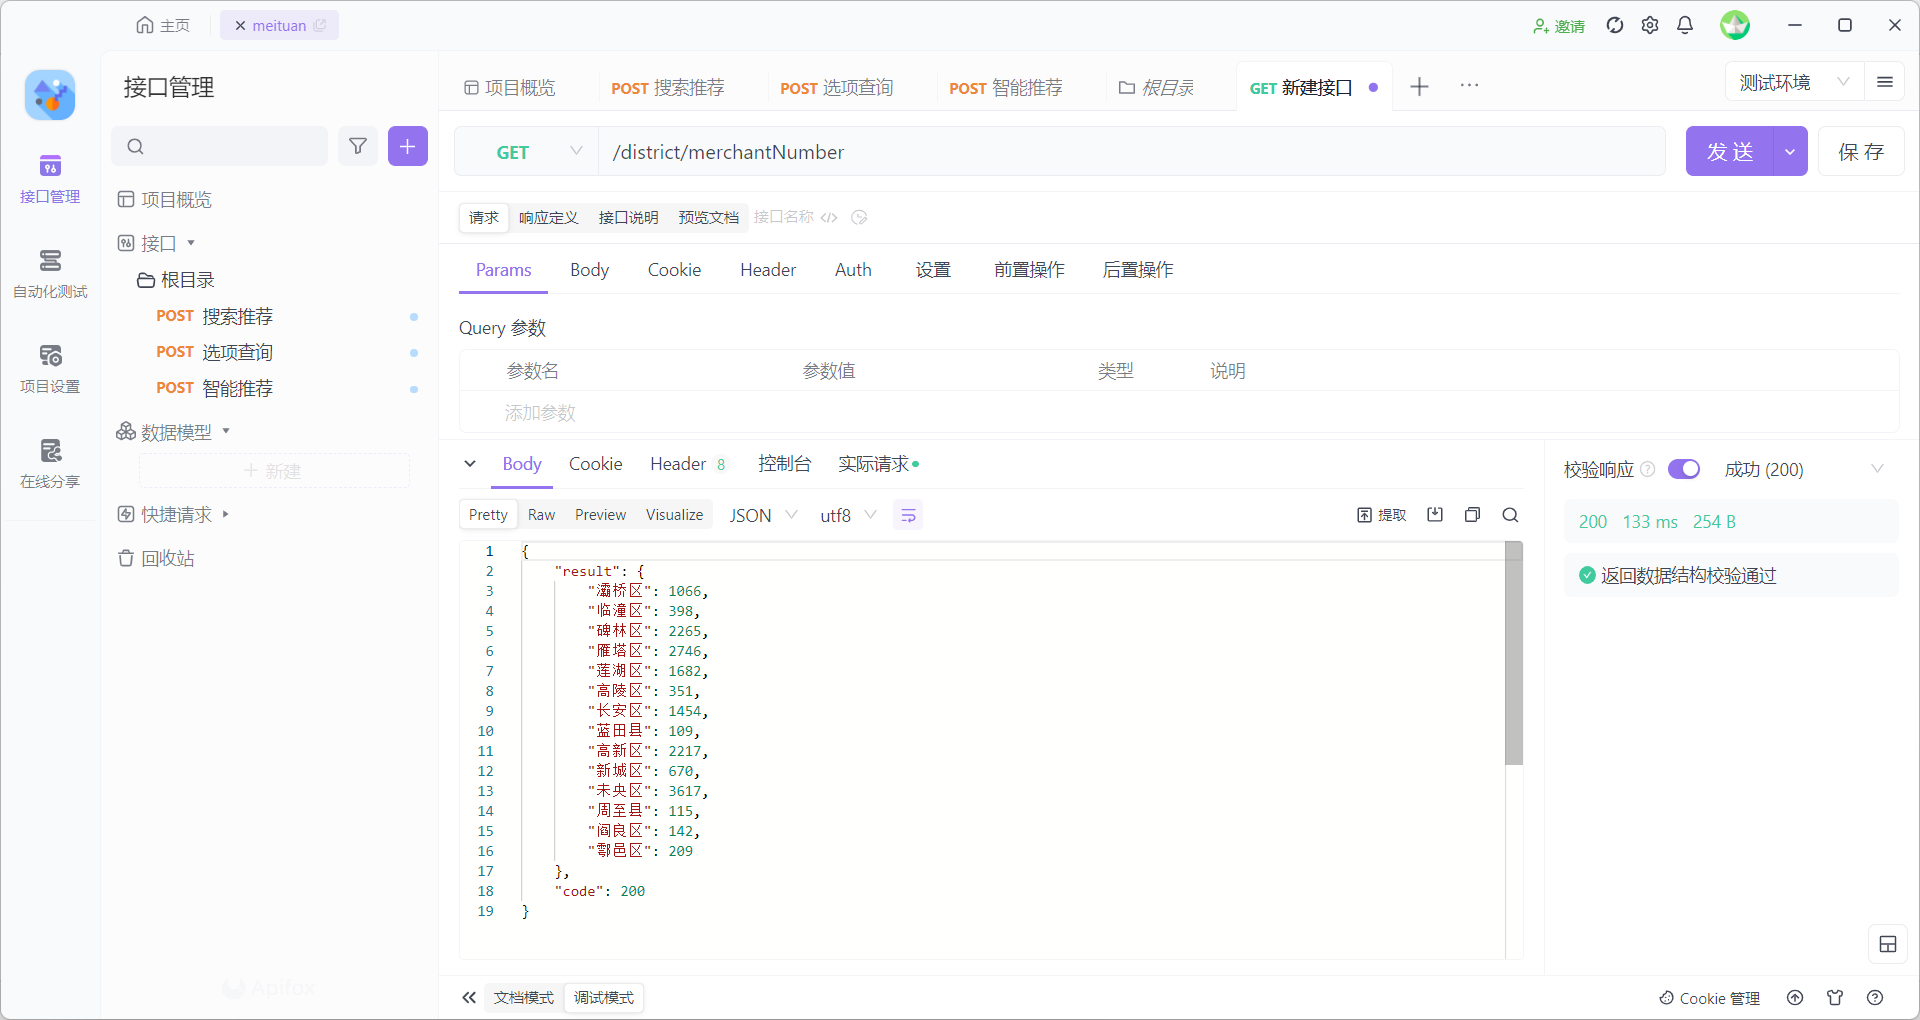 主页
meituan
邀请
接口管理
自动化测试
项目设置
在线分享
接口管理
项目概览
接口
根目录
POST 搜索推荐
POST 选项查询
POST 智能推荐
数据模型
新建
快捷请求
回收站
Apifox
项目概览
POST 搜索推荐
POST 选项查询
POST 智能推荐
根目录
GET 新建接口
测试环境
GET
/district/merchantNumber
发 送
保 存
请求 响应定义 接口说明 预览文档 接口名称
Params Body Cookie Header Auth 设置 前置操作 后置操作
Query 参数
参数名 参数值 类型 说明
添加参数
Body Cookie Header 8 控制台 实际请求
Pretty Raw Preview Visualize JSON utf8 提取
1 {
2 "result": {
3 "灞桥区": 1066,
4 "临潼区": 398,
5 "碑林区": 2265,
6 "雁塔区": 2746,
7 "莲湖区": 1682,
8 "高陵区": 351,
9 "长安区": 1454,
10 "蓝田县": 109,
11 "高新区": 2217,
12 "新城区": 670,
13 "未央区": 3617,
14 "周至县": 115,
15 "阎良区": 142,
16 "鄠邑区": 209
17 },
18 "code": 200
19 }
校验响应 成功 (200)
200 133 ms 254 B
返回数据结构校验通过
文档模式 调试模式
Cookie 管理